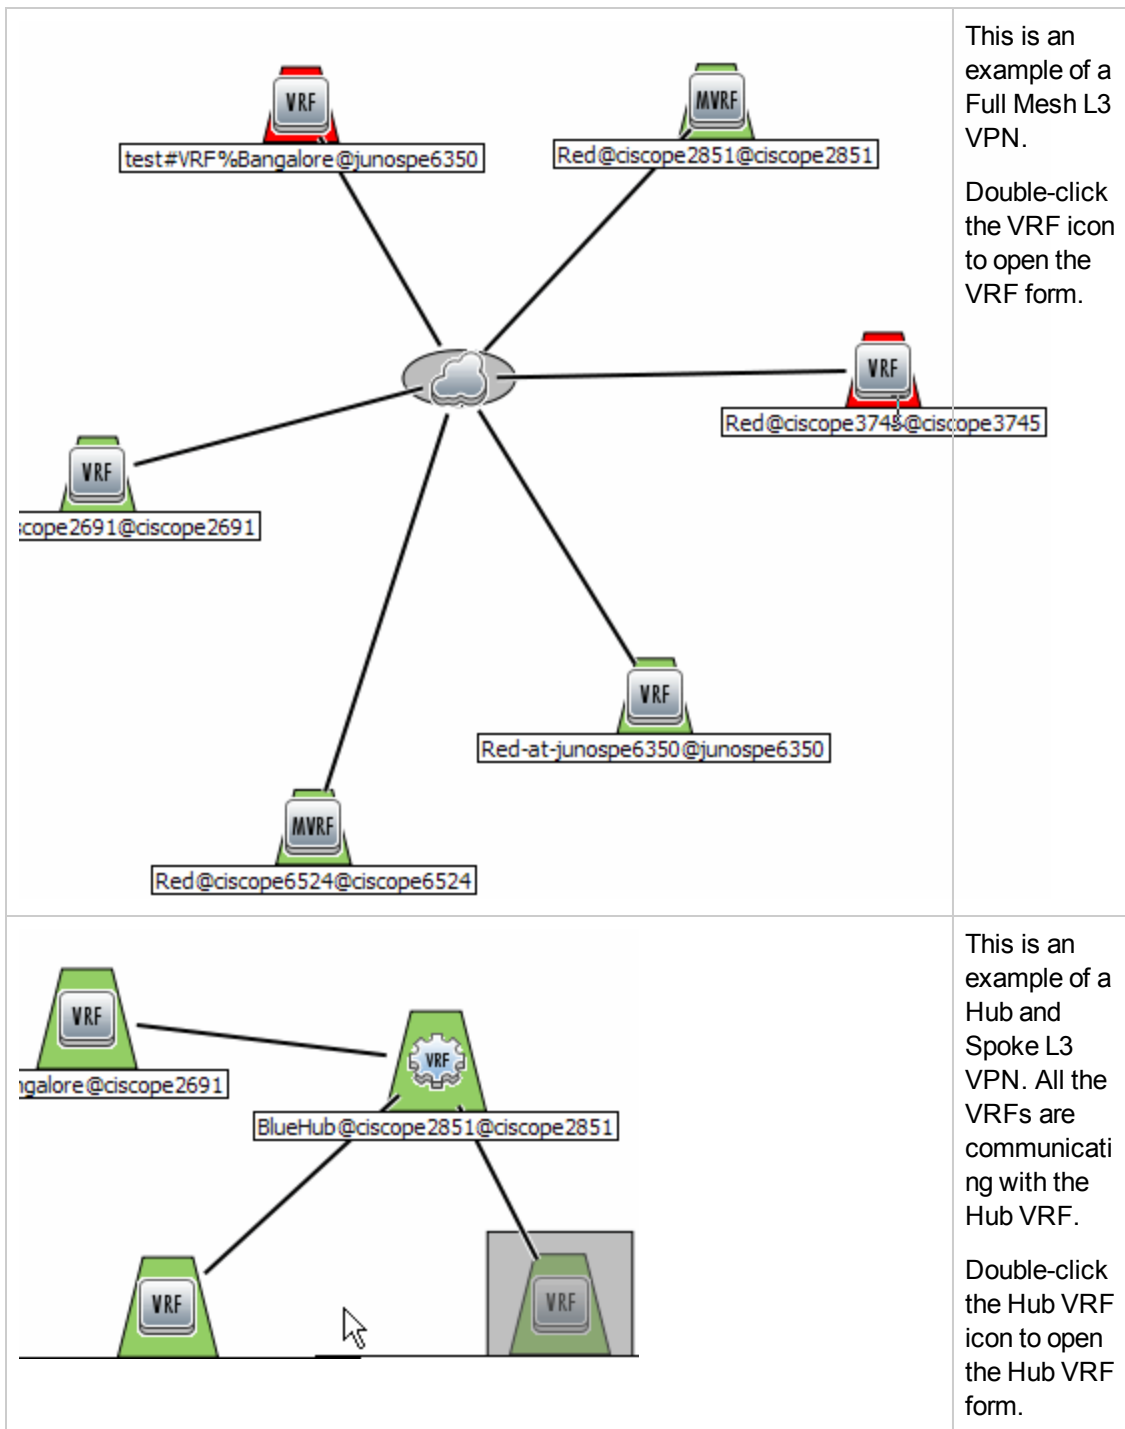 VRF
test#VRF%Bangalore@junospe6350
MVRF
Red@ciscope2851@ciscope2851
VRF
Red@ciscope3745@ciscope3745
VRF
scope2691@ciscope2691
VRF
Red-at-junospe6350@junospe6350
MVRF
Red@ciscope6524@ciscope6524
This is an
example of a
Full Mesh L3
VPN.
Double-click
the VRF icon
to open the
VRF form.
VRF
ngalore@ciscope2691
VRF
BlueHub@ciscope2851@ciscope2851
VRF
VRF
This is an
example of a
Hub and
Spoke L3
VPN. All the
VRFs are
communicati
ng with the
Hub VRF.
Double-click
the Hub VRF
icon to open
the Hub VRF
form.